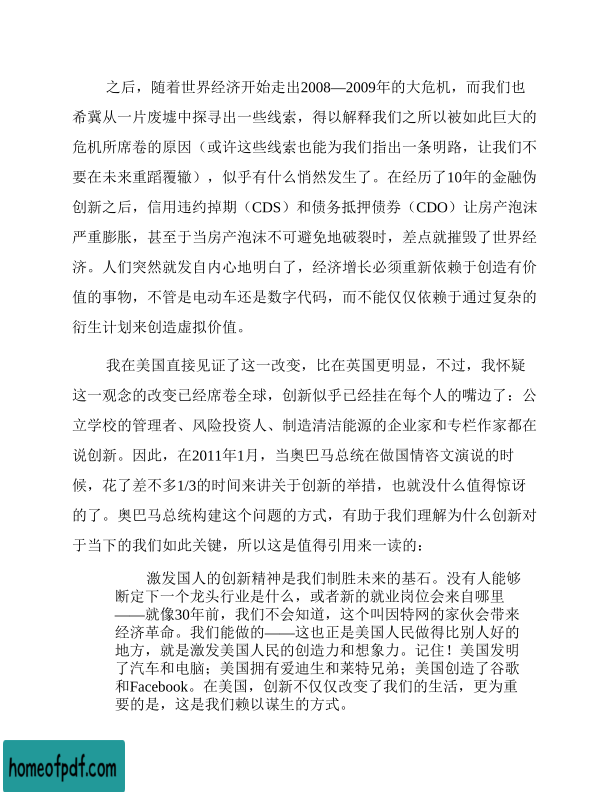 之后，随着世界经济开始走出2008—2009年的大危机，而我们也
希冀从一片废墟中探寻出一些线索，得以解释我们之所以被如此巨大的
危机所席卷的原因（或许这些线索也能为我们指出一条明路，让我们不
要在未来重蹈覆辙），似乎有什么悄然发生了。在经历了10年的金融伪
创新之后，信用违约掉期（CDS）和债务抵押债券（CDO）让房产泡沫
严重膨胀，甚至于当房产泡沫不可避免地破裂时，差点就摧毁了世界经
济。人们突然就发自内心地明白了，经济增长必须重新依赖于创造有价
值的事物，不管是电动车还是数字代码，而不能仅仅依赖于通过复杂的
衍生计划来创造虚拟价值。
我在美国直接见证了这一改变，比在英国更明显，不过，我怀疑
这一观念的改变已经席卷全球，创新似乎已经挂在每个人的嘴边了：公
立学校的管理者、风险投资人、制造清洁能源的企业家和专栏作家都在
说创新。因此，在2011年1月，当奥巴马总统在做国情咨文演说的时
候，花了差不多1/3的时间来讲关于创新的举措，也就没什么值得惊讶
的了。奥巴马总统构建这个问题的方式，有助于我们理解为什么创新对
于当下的我们如此关键，所以这是值得引用来一读的：
激发国人的创新精神是我们制胜未来的基石。没有人能够
断定下一个龙头行业是什么，或者新的就业岗位会来自哪里
——就像30年前，我们不会知道，这个叫因特网的家伙会带来
经济革命。我们能做的——这也正是美国人民做得比别人好的
地方，就是激发美国人民的创造力和想象力。记住！美国发明
了汽车和电脑；美国拥有爱迪生和莱特兄弟；美国创造了谷歌
和Facebook。在美国，创新不仅仅改变了我们的生活，更为重
要的是，这是我们赖以谋生的方式。
homeofpdf.com